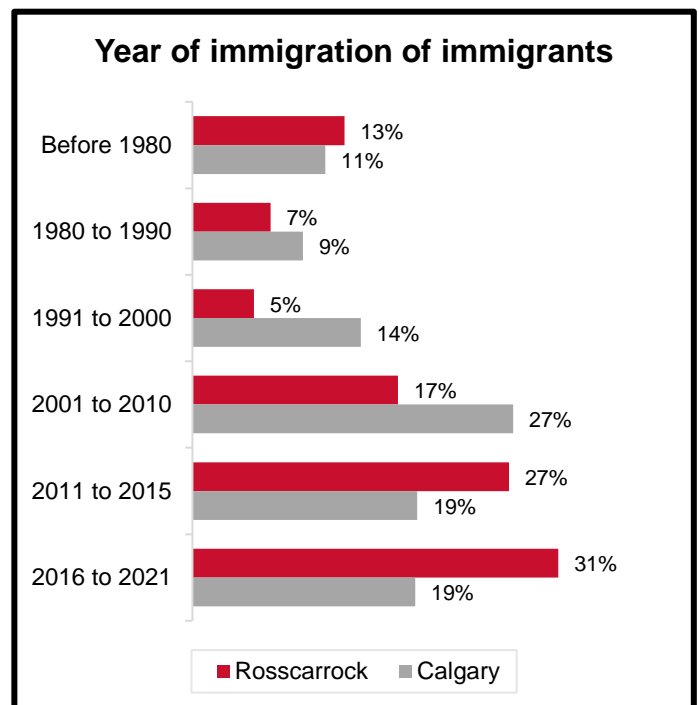 Year of immigration of immigrants
Before 1980
13%
11%
1980 to 1990
7%
9%
1991 to 2000
5%
14%
2001 to 2010
17%
27%
2011 to 2015
27%
19%
2016 to 2021
31%
19%
Rosscarrock Calgary